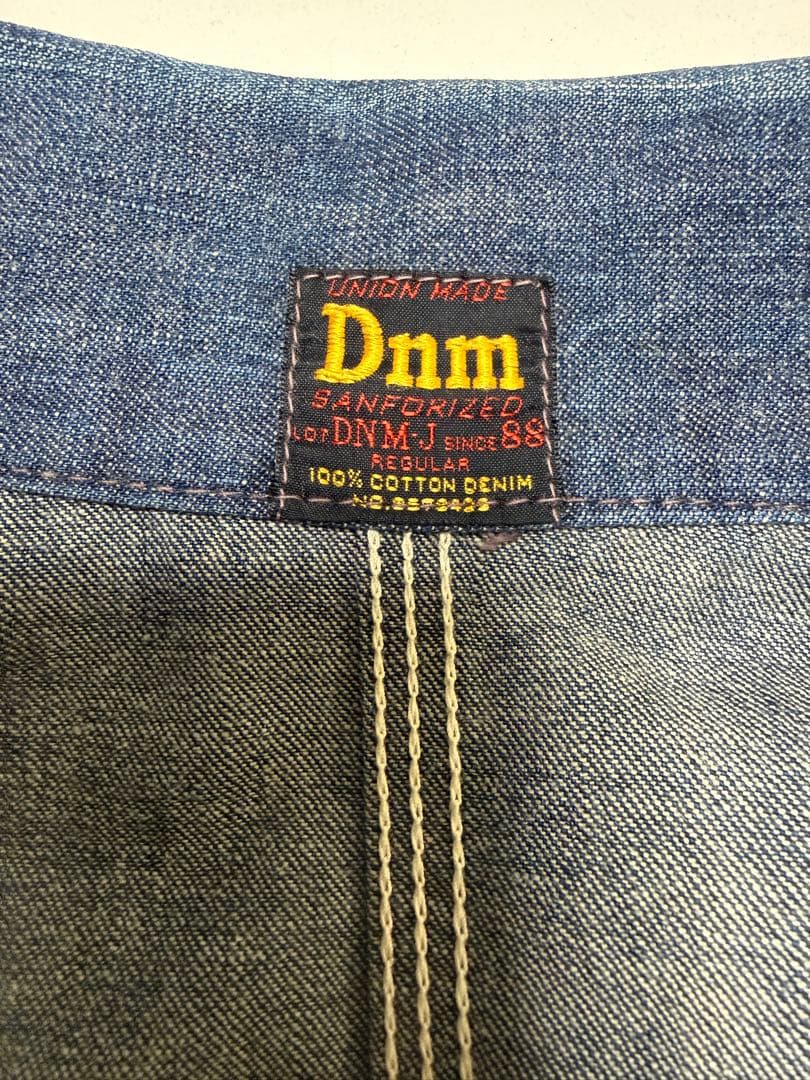 UNION MADE
Dnm
SANFORIZED
LOT DNM-J SINCE 88
REGULAR
100% COTTON DENIM